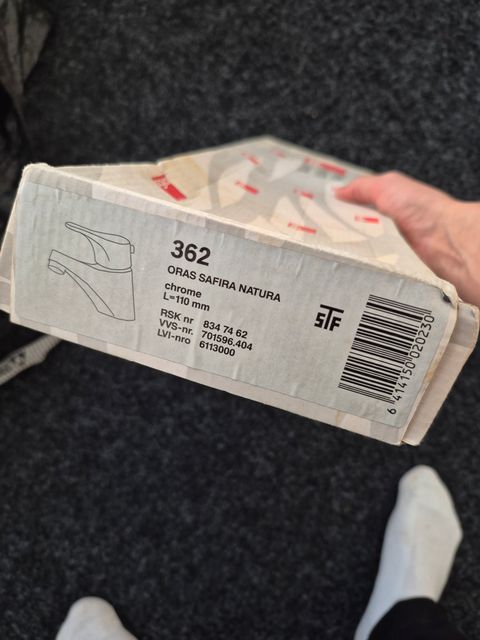 362
ORAS SAFIRA NATURA
chrome
L=110 mm
RSK nr 834 74 62
VVS-nr. 701596.404
LVI-nro 6113000
STF
6 414150 020230